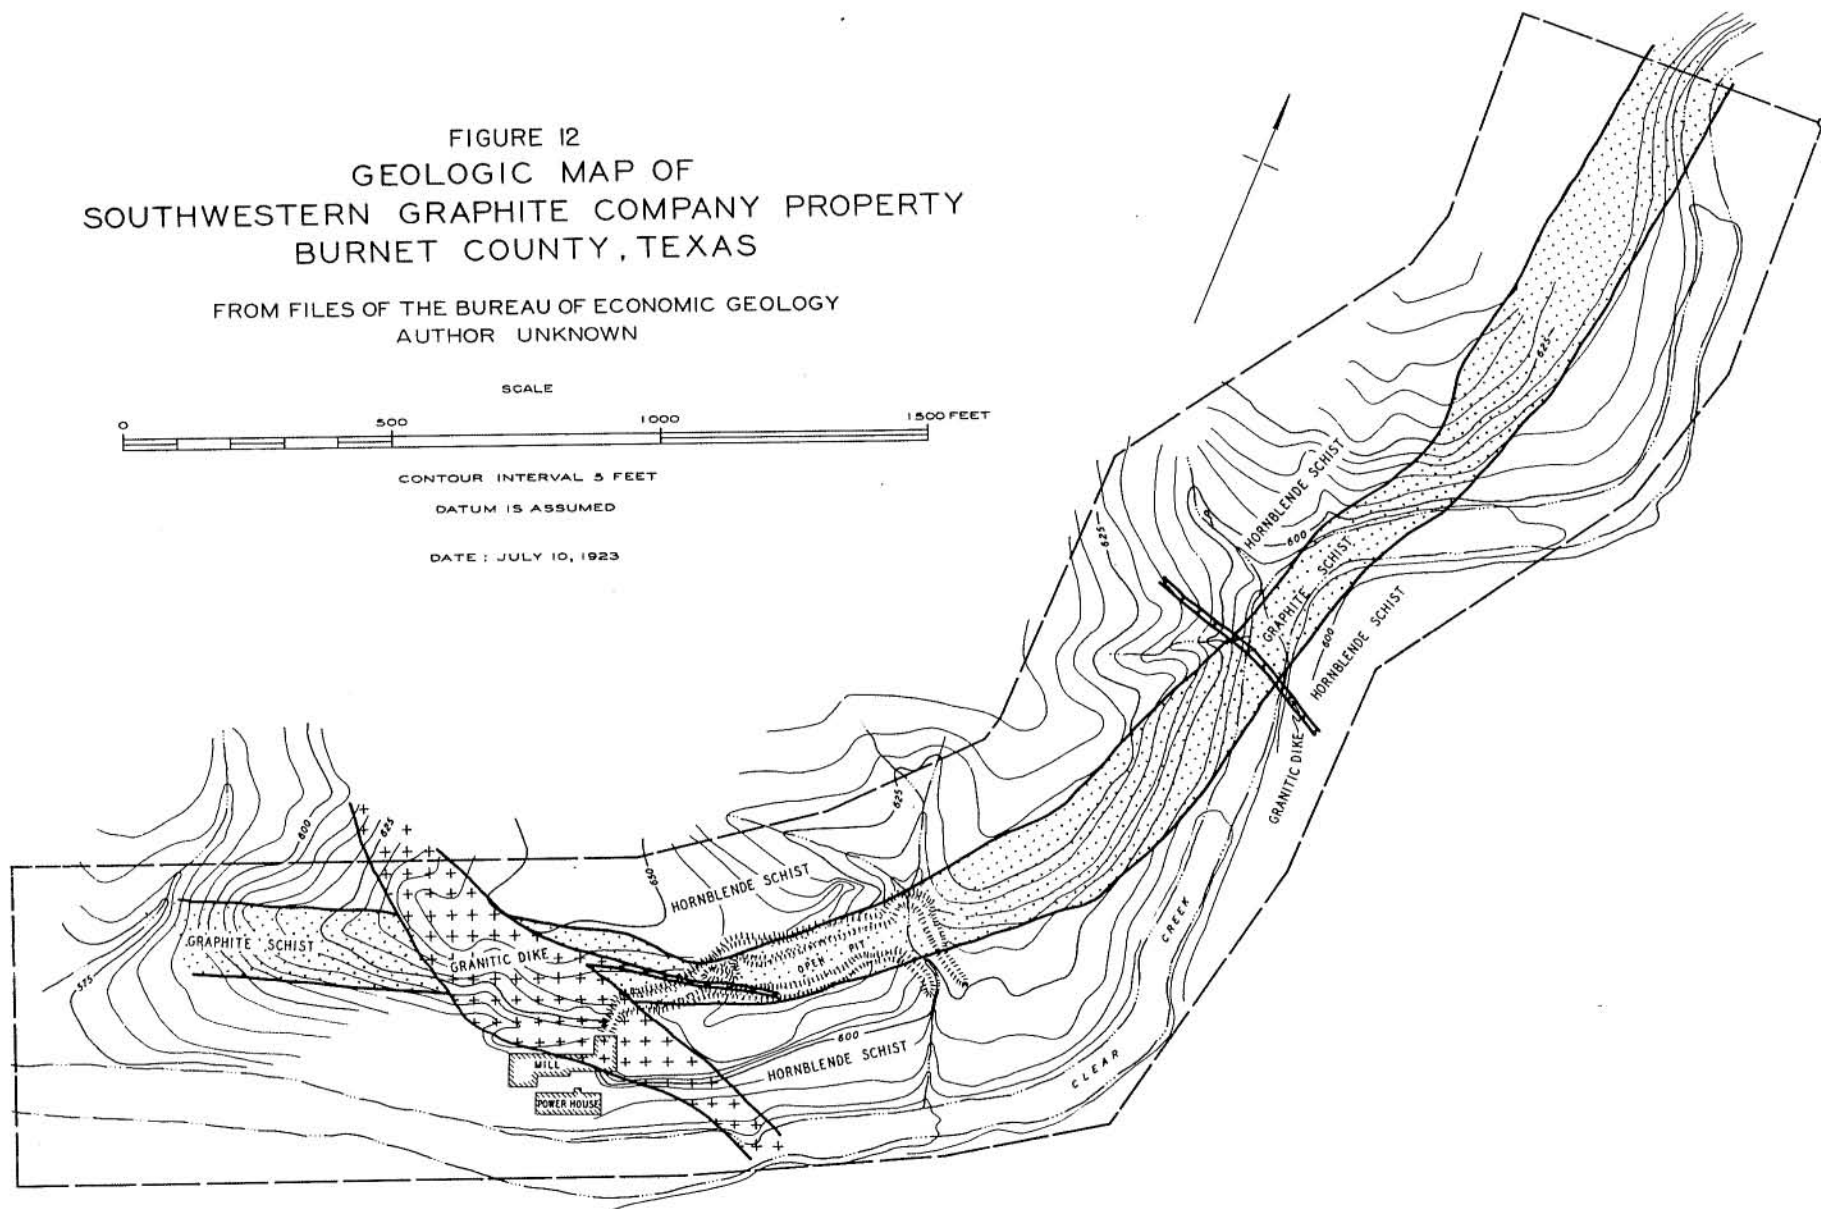 FIGURE 12
GEOLOGIC MAP OF
SOUTHWESTERN GRAPHITE COMPANY PROPERTY
BURNET COUNTY, TEXAS
FROM FILES OF THE BUREAU OF ECONOMIC GEOLOGY
AUTHOR UNKNOWN
SCALE
0 500 1000 1500 FEET
CONTOUR INTERVAL 5 FEET
DATUM IS ASSUMED
DATE : JULY 10, 1923
625
HORNBLENDE SCHIST
625
600
GRAPHITE SCHIST
600
HORNBLENDE SCHIST
GRANITIC DIKE
625
600
625
650
HORNBLENDE SCHIST
GRAPHITE SCHIST
GRANITIC DIKE
OPEN PIT
CLEAR CREEK
575
600
HORNBLENDE SCHIST
MILL
POWER HOUSE